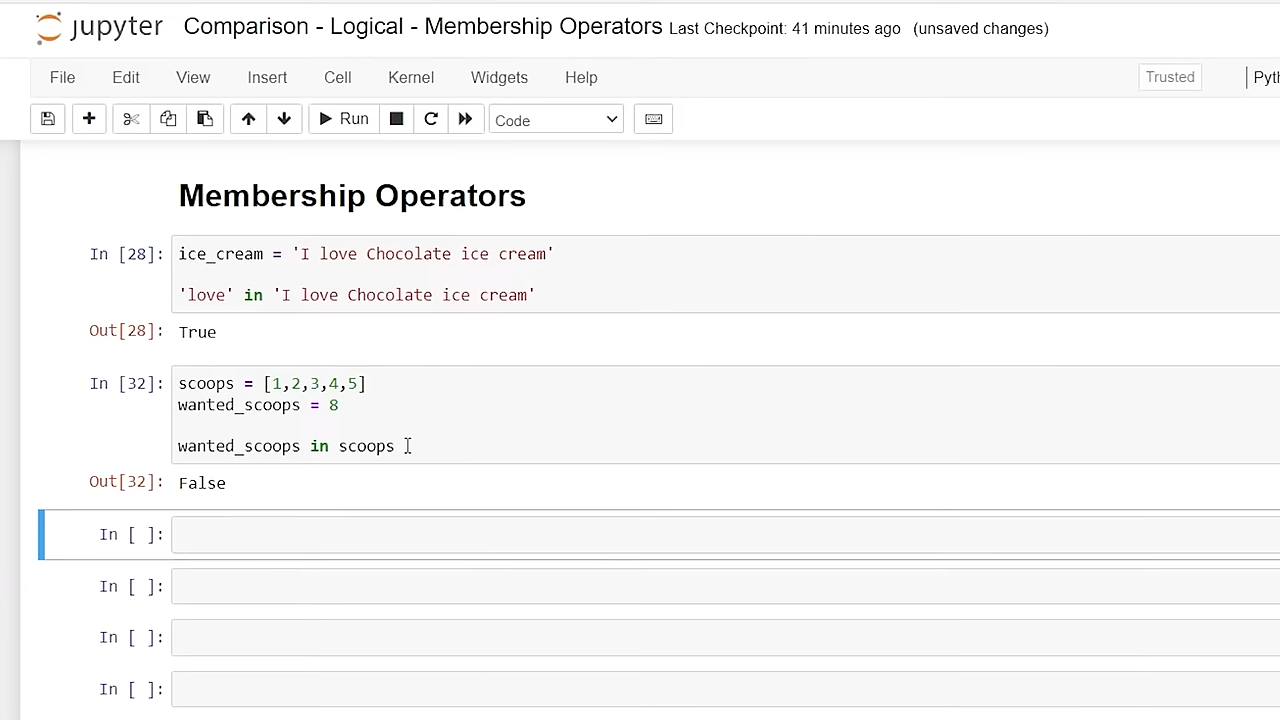 jupyter Comparison - Logical - Membership Operators Last Checkpoint: 41 minutes ago (unsaved changes)
File Edit View Insert Cell Kernel Widgets Help Trusted
Run Code
Membership Operators
In [28]: ice_cream = 'I love Chocolate ice cream'
'love' in 'I love Chocolate ice cream'
Out[28]: True
In [32]: scoops = [1,2,3,4,5]
wanted_scoops = 8
wanted_scoops in scoops
Out[32]: False
In [ ]:
In [ ]:
In [ ]:
In [ ]: